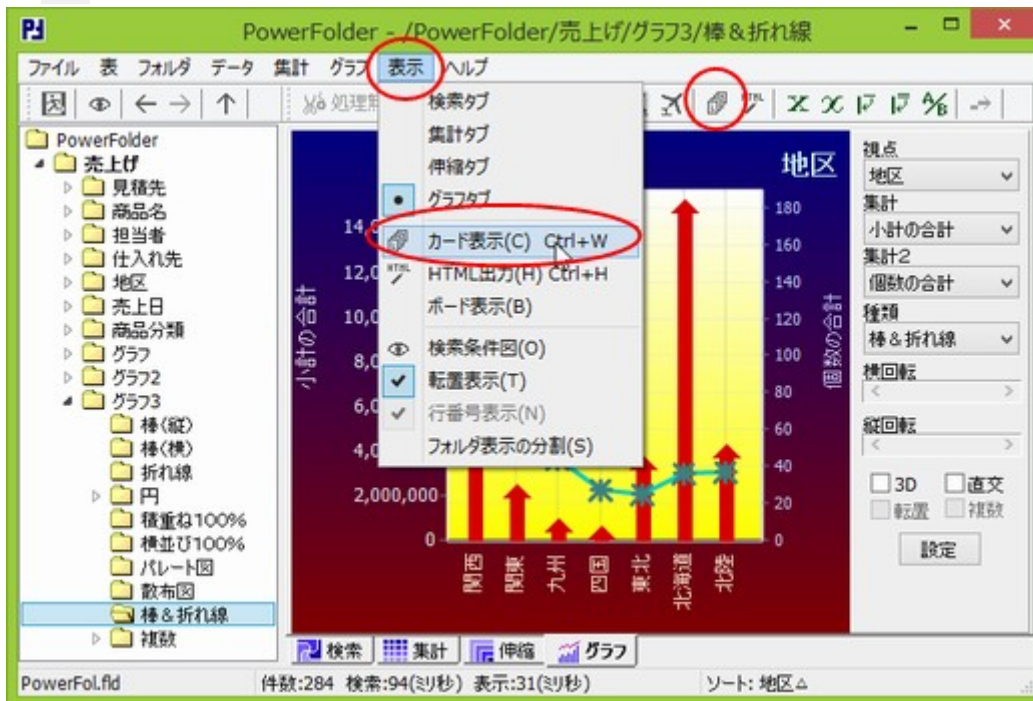 PowerFolder - /PowerFolder/売上げ/グラフ3/棒&折れ線
ファイル 表 フォルダ データ 集計 グラフ 表示 ヘルプ
処理
PowerFolder
売上げ
見積先
商品名
担当者
仕入れ先
地区
売上日
商品分類
グラフ
グラフ2
グラフ3
棒(縦)
棒(横)
折れ線
円
積重ね100%
横並び100%
パレート図
散布図
棒&折れ線
複数
検索タブ
集計タブ
伸縮タブ
グラフタブ
カード表示(C) Ctrl+W
HTML出力(H) Ctrl+H
ボード表示(B)
検索条件図(O)
転置表示(T)
行番号表示(N)
フォルダ表示の分割(S)
地区
小計の合計
14,
12,0
10,0
8,0
6,0
4,0
2,000,000
0
180
160
140
120
100
80
60
40
20
0
個数の合計
関西 関東 九州 四国 東北 北海道 北陸
視点
地区
集計
小計の合計
集計2
個数の合計
種類
棒&折れ線
横回転
縦回転
3D 直交
転置 複数
設定
検索 集計 伸縮 グラフ
PowerFol.fld 件数:284 検索:94(ミリ秒) 表示:31(ミリ秒) ソート: 地区△